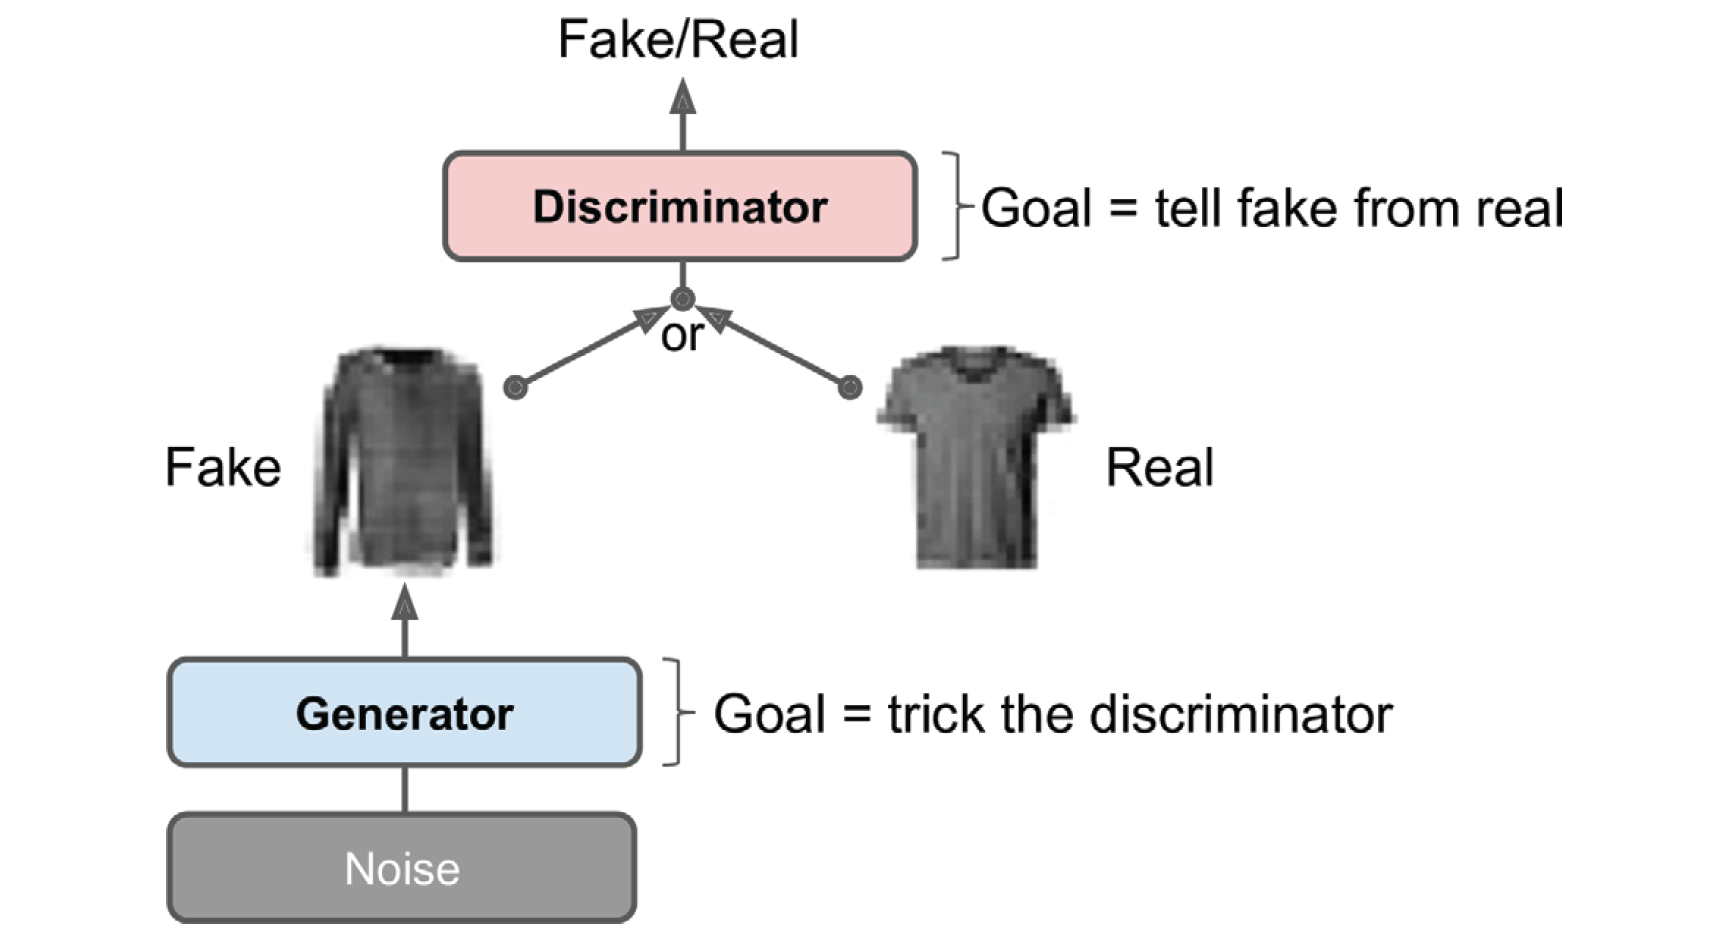 Fake/Real
Discriminator
Goal = tell fake from real
or
Fake
Real
Generator
Goal = trick the discriminator
Noise